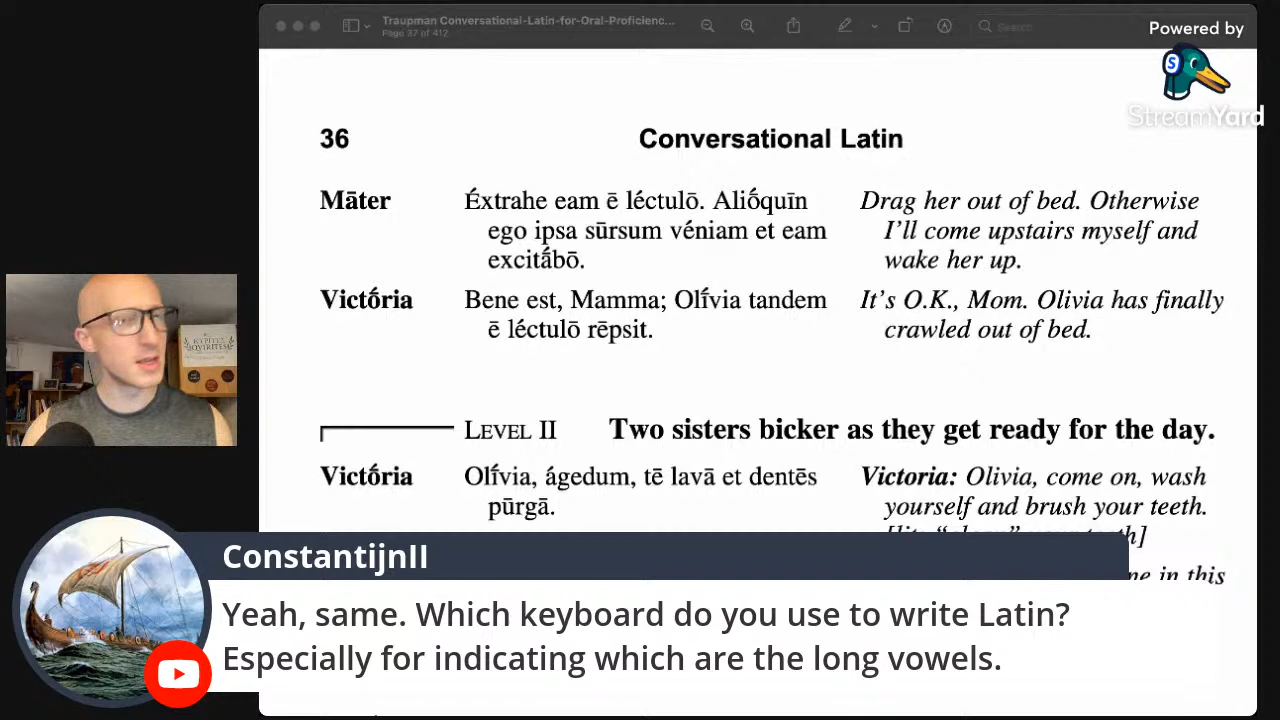 Traupman Conversational-Latin-for-Oral-Proficienc...
Page 37 of 412
Search
Powered by
StreamYard
36 Conversational Latin
Māter Éxtrahe eam ē léctulō. Aliṓquīn Drag her out of bed. Otherwise
ego ipsa sūrsum véniam et eam I'll come upstairs myself and
excitā́bō. wake her up.
Victṓria Bene est, Mamma; Olī́via tandem It's O.K., Mom. Olivia has finally
ē léctulō rēpsit. crawled out of bed.
LEVEL II Two sisters bicker as they get ready for the day.
Victṓria Olī́via, ágedum, tē lavā et dentēs Victoria: Olivia, come on, wash
pūrgā. yourself and brush your teeth.
teeth]
in this
ConstantijnII
Yeah, same. Which keyboard do you use to write Latin?
Especially for indicating which are the long vowels.